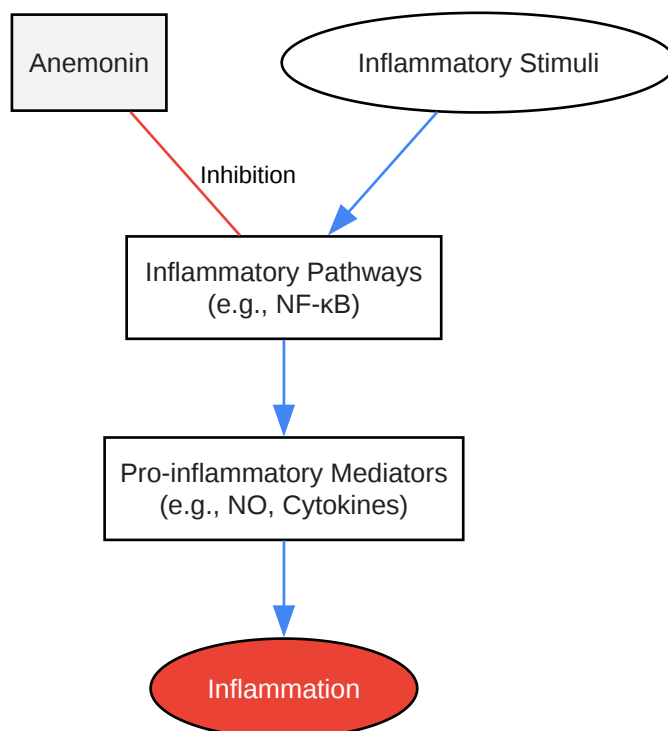 Anemonin
Inflammatory Stimuli
Inhibition
Inflammatory Pathways
(e.g., NF-κB)
Pro-inflammatory Mediators
(e.g., NO, Cytokines)
Inflammation